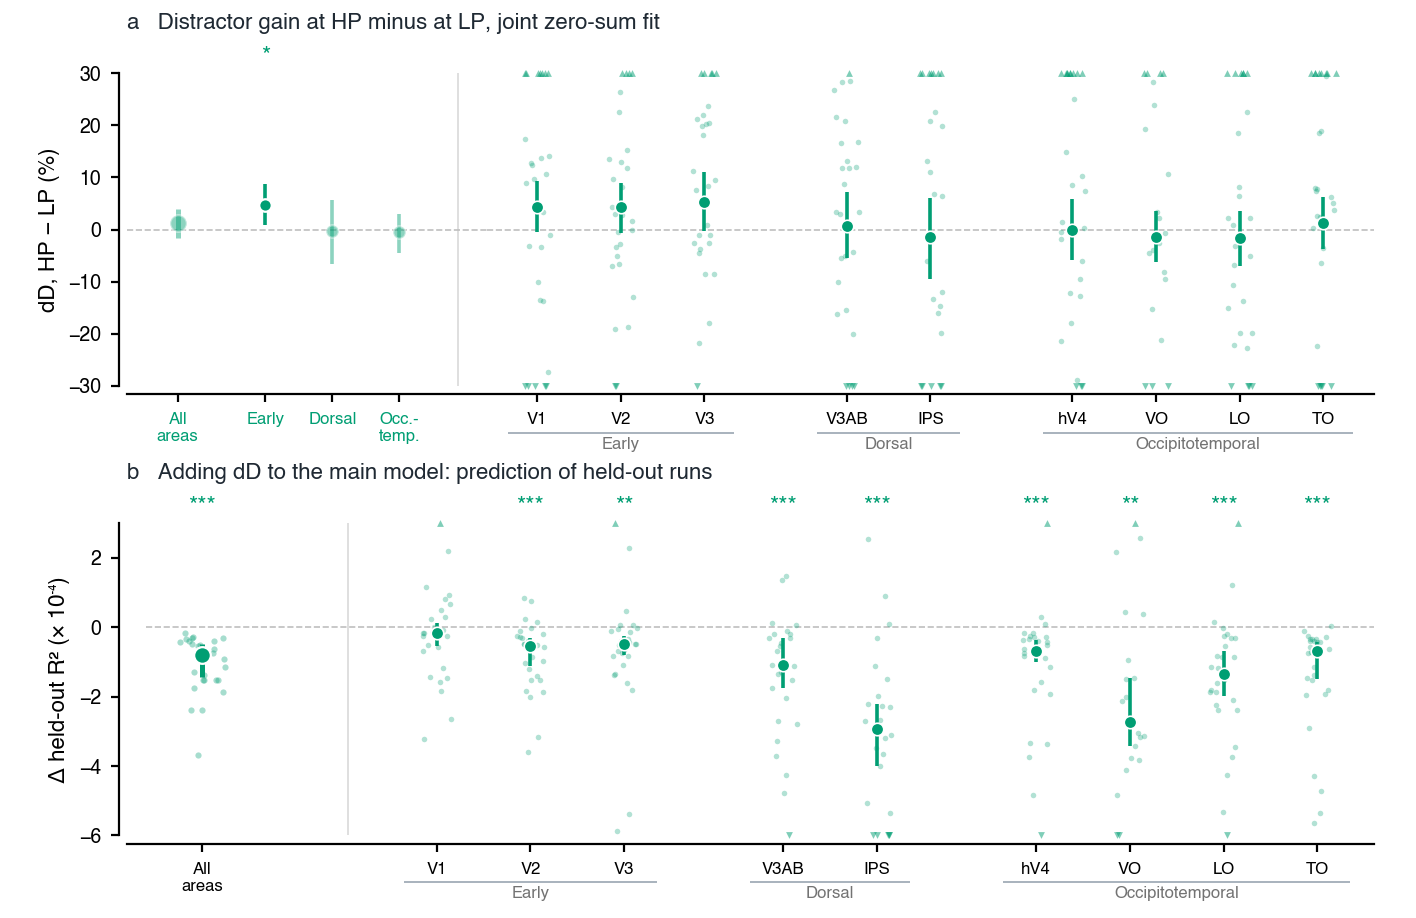 a Distractor gain at HP minus at LP, joint zero-sum fit
*
dD, HP − LP (%)
30
20
10
0
−10
−20
−30
All areas
Early
Dorsal
Occ.-temp.
V1
V2
V3
V3AB
IPS
hV4
VO
LO
TO
Early
Dorsal
Occipitotemporal
b Adding dD to the main model: prediction of held-out runs
*** *** ** *** *** *** ** *** ***
Δ held-out R² (× 10⁻⁴)
2
0
−2
−4
−6
All areas
V1
V2
V3
V3AB
IPS
hV4
VO
LO
TO
Early
Dorsal
Occipitotemporal